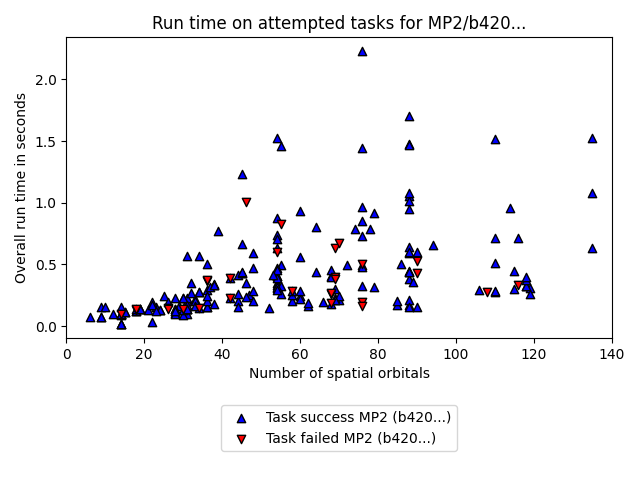 Run time on attempted tasks for MP2/b420...
Overall run time in seconds
2.0
1.5
1.0
0.5
0.0
0 20 40 60 80 100 120 140
Number of spatial orbitals
Task success MP2 (b420...)
Task failed MP2 (b420...)